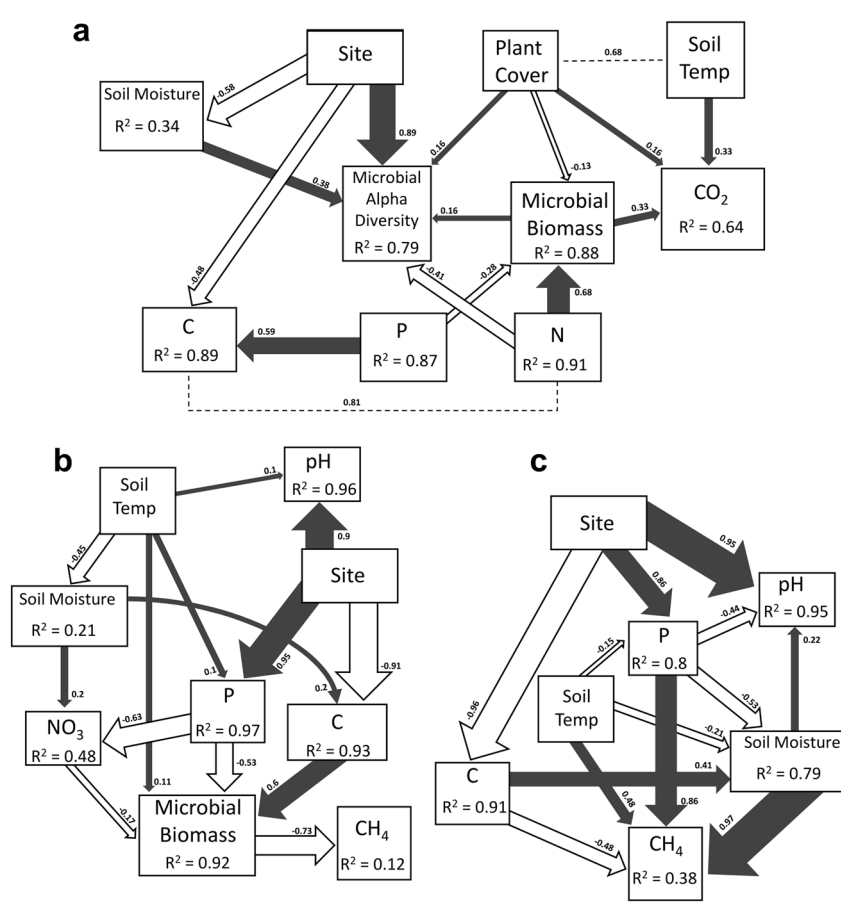 a
Site
Plant
Cover
0.68
Soil
Temp
Soil Moisture
R² = 0.34
-0.58
0.89
0.16
-0.13
0.16
0.33
0.38
Microbial
Alpha
Diversity
R² = 0.79
0.16
Microbial
Biomass
R² = 0.88
0.33
CO₂
R² = 0.64
-0.48
-0.41
-0.28
0.68
C
R² = 0.89
0.59
P
R² = 0.87
N
R² = 0.91
0.81
b
Soil
Temp
0.1
pH
R² = 0.96
0.9
-0.45
Site
Soil Moisture
R² = 0.21
0.95
-0.91
0.2
0.1
0.2
NO₃
R² = 0.48
-0.63
P
R² = 0.97
C
R² = 0.93
-0.53
0.11
0.6
-0.17
Microbial
Biomass
R² = 0.92
-0.73
CH₄
R² = 0.12
c
Site
0.95
0.86
pH
R² = 0.95
-0.44
P
R² = 0.8
-0.15
0.22
-0.96
Soil
Temp
-0.53
-0.21
Soil Moisture
R² = 0.79
C
R² = 0.91
0.41
0.48
0.86
0.97
-0.48
CH₄
R² = 0.38